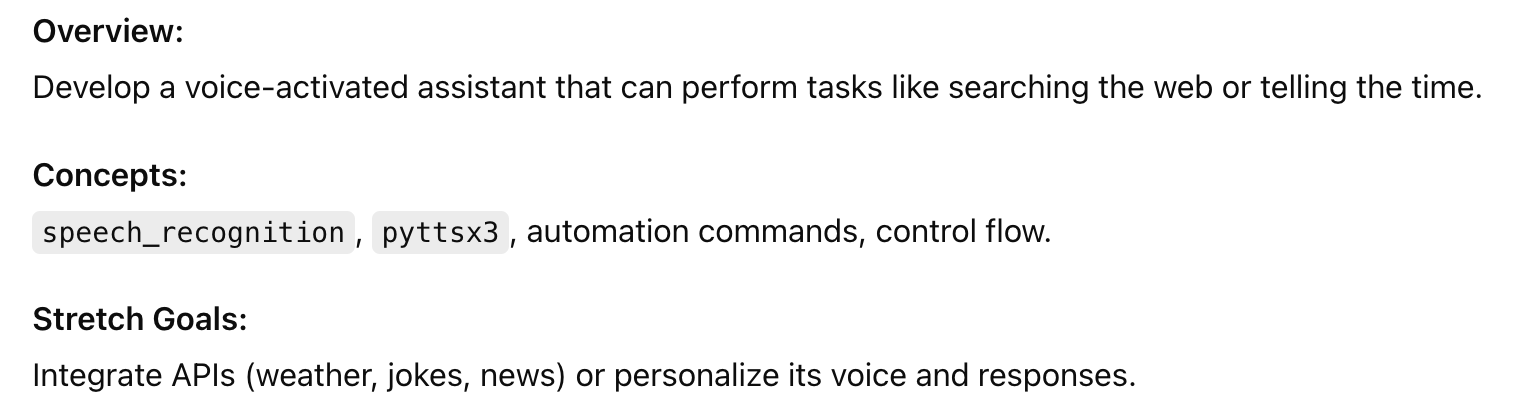 Overview:
Develop a voice-activated assistant that can perform tasks like searching the web or telling the time.
Concepts:
speech_recognition, pyttsx3, automation commands, control flow.
Stretch Goals:
Integrate APIs (weather, jokes, news) or personalize its voice and responses.